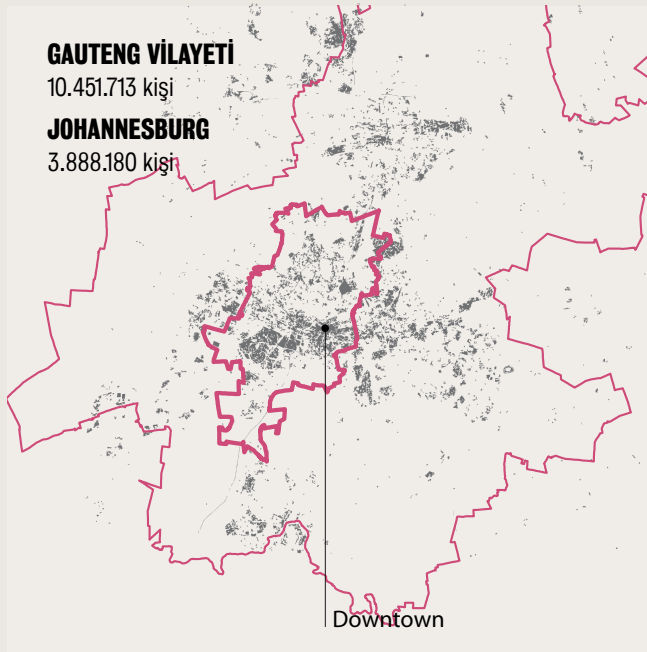 GAUTENG VİLAYETİ
10.451.713 kişi
JOHANNESBURG
3.888.180 kişi
Downtown